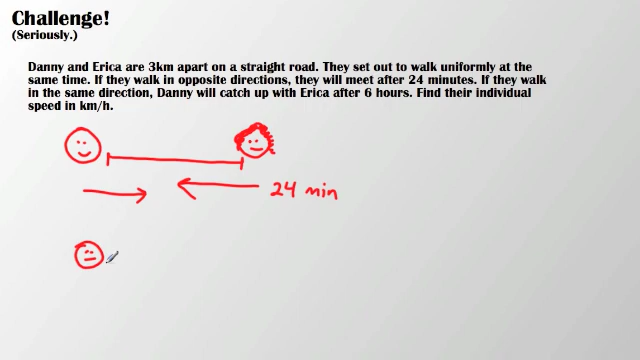 Challenge!
(Seriously.)
Danny and Erica are 3km apart on a straight road. They set out to walk uniformly at the
same time. If they walk in opposite directions, they will meet after 24 minutes. If they walk
in the same direction, Danny will catch up with Erica after 6 hours. Find their individual
speed in km/h.
24 min